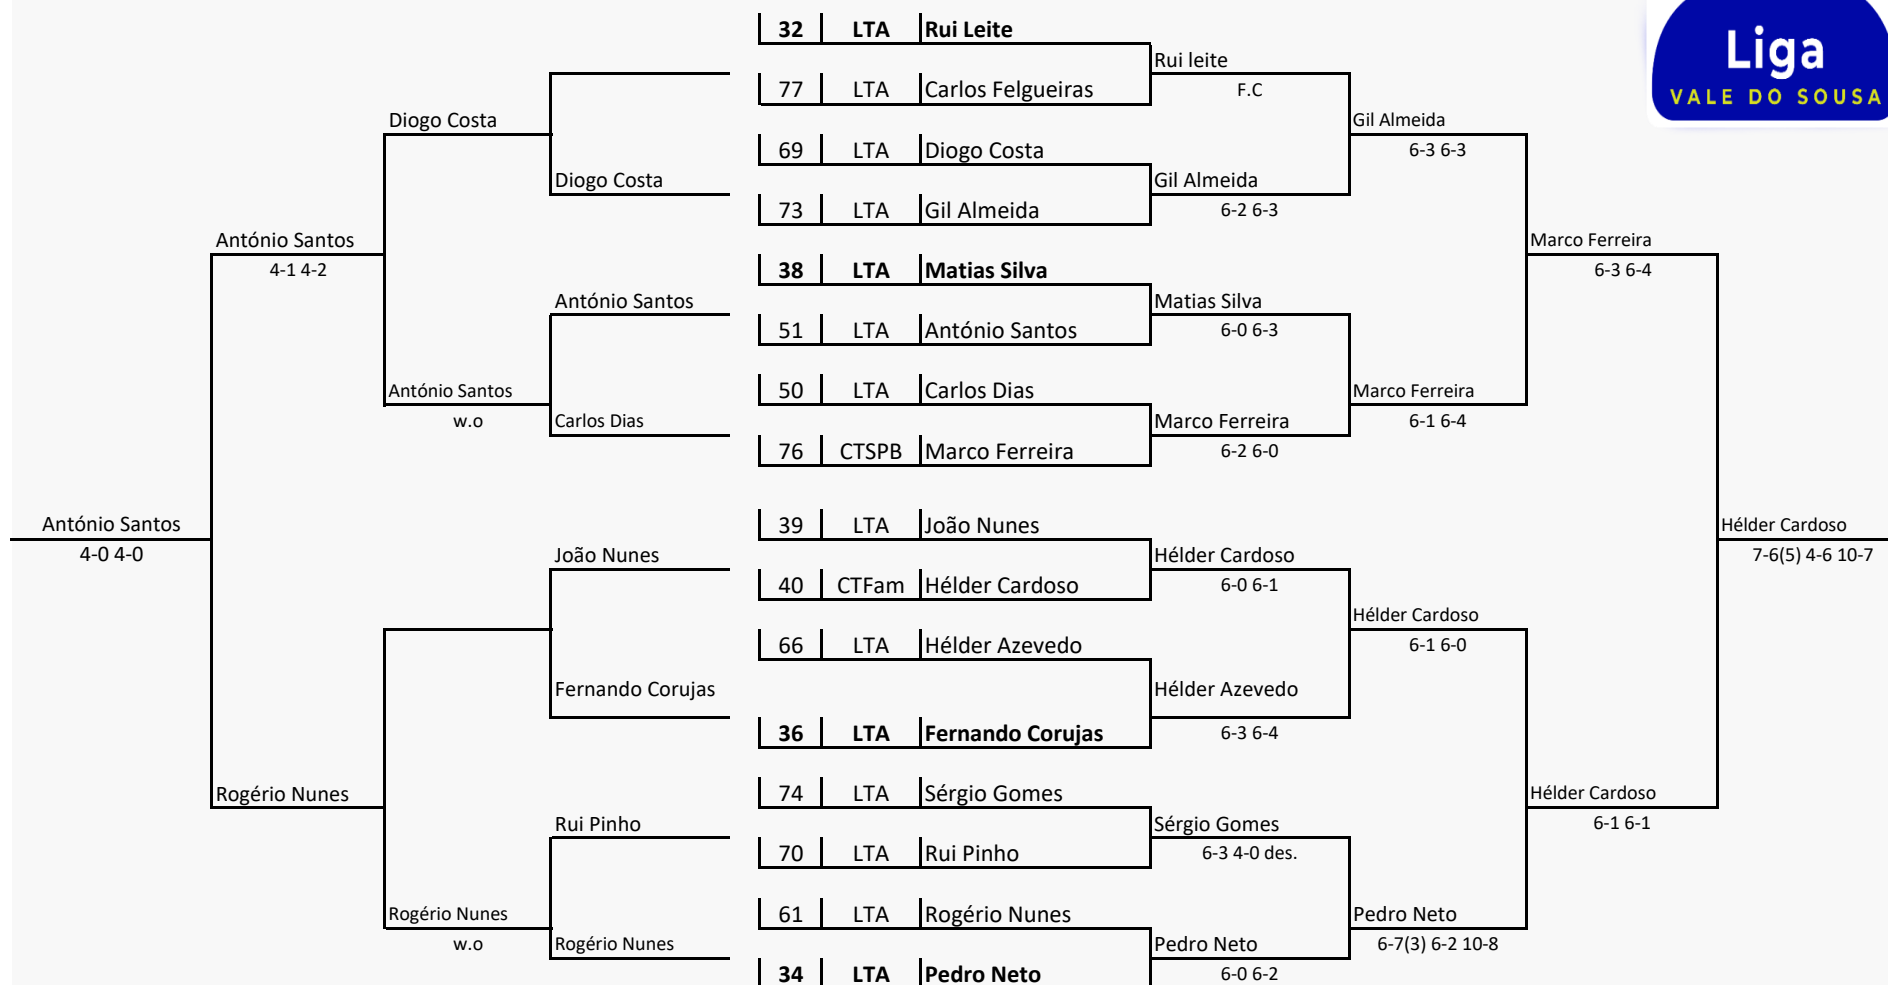 32 LTA Rui Leite
Rui leite
77 LTA Carlos Felgueiras
F.C
Diogo Costa
Gil Almeida
69 LTA Diogo Costa
6-3 6-3
Diogo Costa
Gil Almeida
73 LTA Gil Almeida
6-2 6-3
António Santos
Marco Ferreira
4-1 4-2
38 LTA Matias Silva
6-3 6-4
António Santos
Matias Silva
51 LTA António Santos
6-0 6-3
António Santos
50 LTA Carlos Dias
Marco Ferreira
w.o
Carlos Dias
Marco Ferreira
6-1 6-4
76 CTSPB Marco Ferreira
6-2 6-0
António Santos
39 LTA João Nunes
Hélder Cardoso
4-0 4-0
João Nunes
Hélder Cardoso
7-6(5) 4-6 10-7
40 CTFam Hélder Cardoso
6-0 6-1
Hélder Cardoso
66 LTA Hélder Azevedo
6-1 6-0
Fernando Corujas
Hélder Azevedo
36 LTA Fernando Corujas
6-3 6-4
Rogério Nunes
74 LTA Sérgio Gomes
Hélder Cardoso
Rui Pinho
Sérgio Gomes
6-1 6-1
70 LTA Rui Pinho
6-3 4-0 des.
Rogério Nunes
61 LTA Rogério Nunes
Pedro Neto
w.o
Rogério Nunes
Pedro Neto
6-7(3) 6-2 10-8
34 LTA Pedro Neto
6-0 6-2
Liga
VALE DO SOUSA